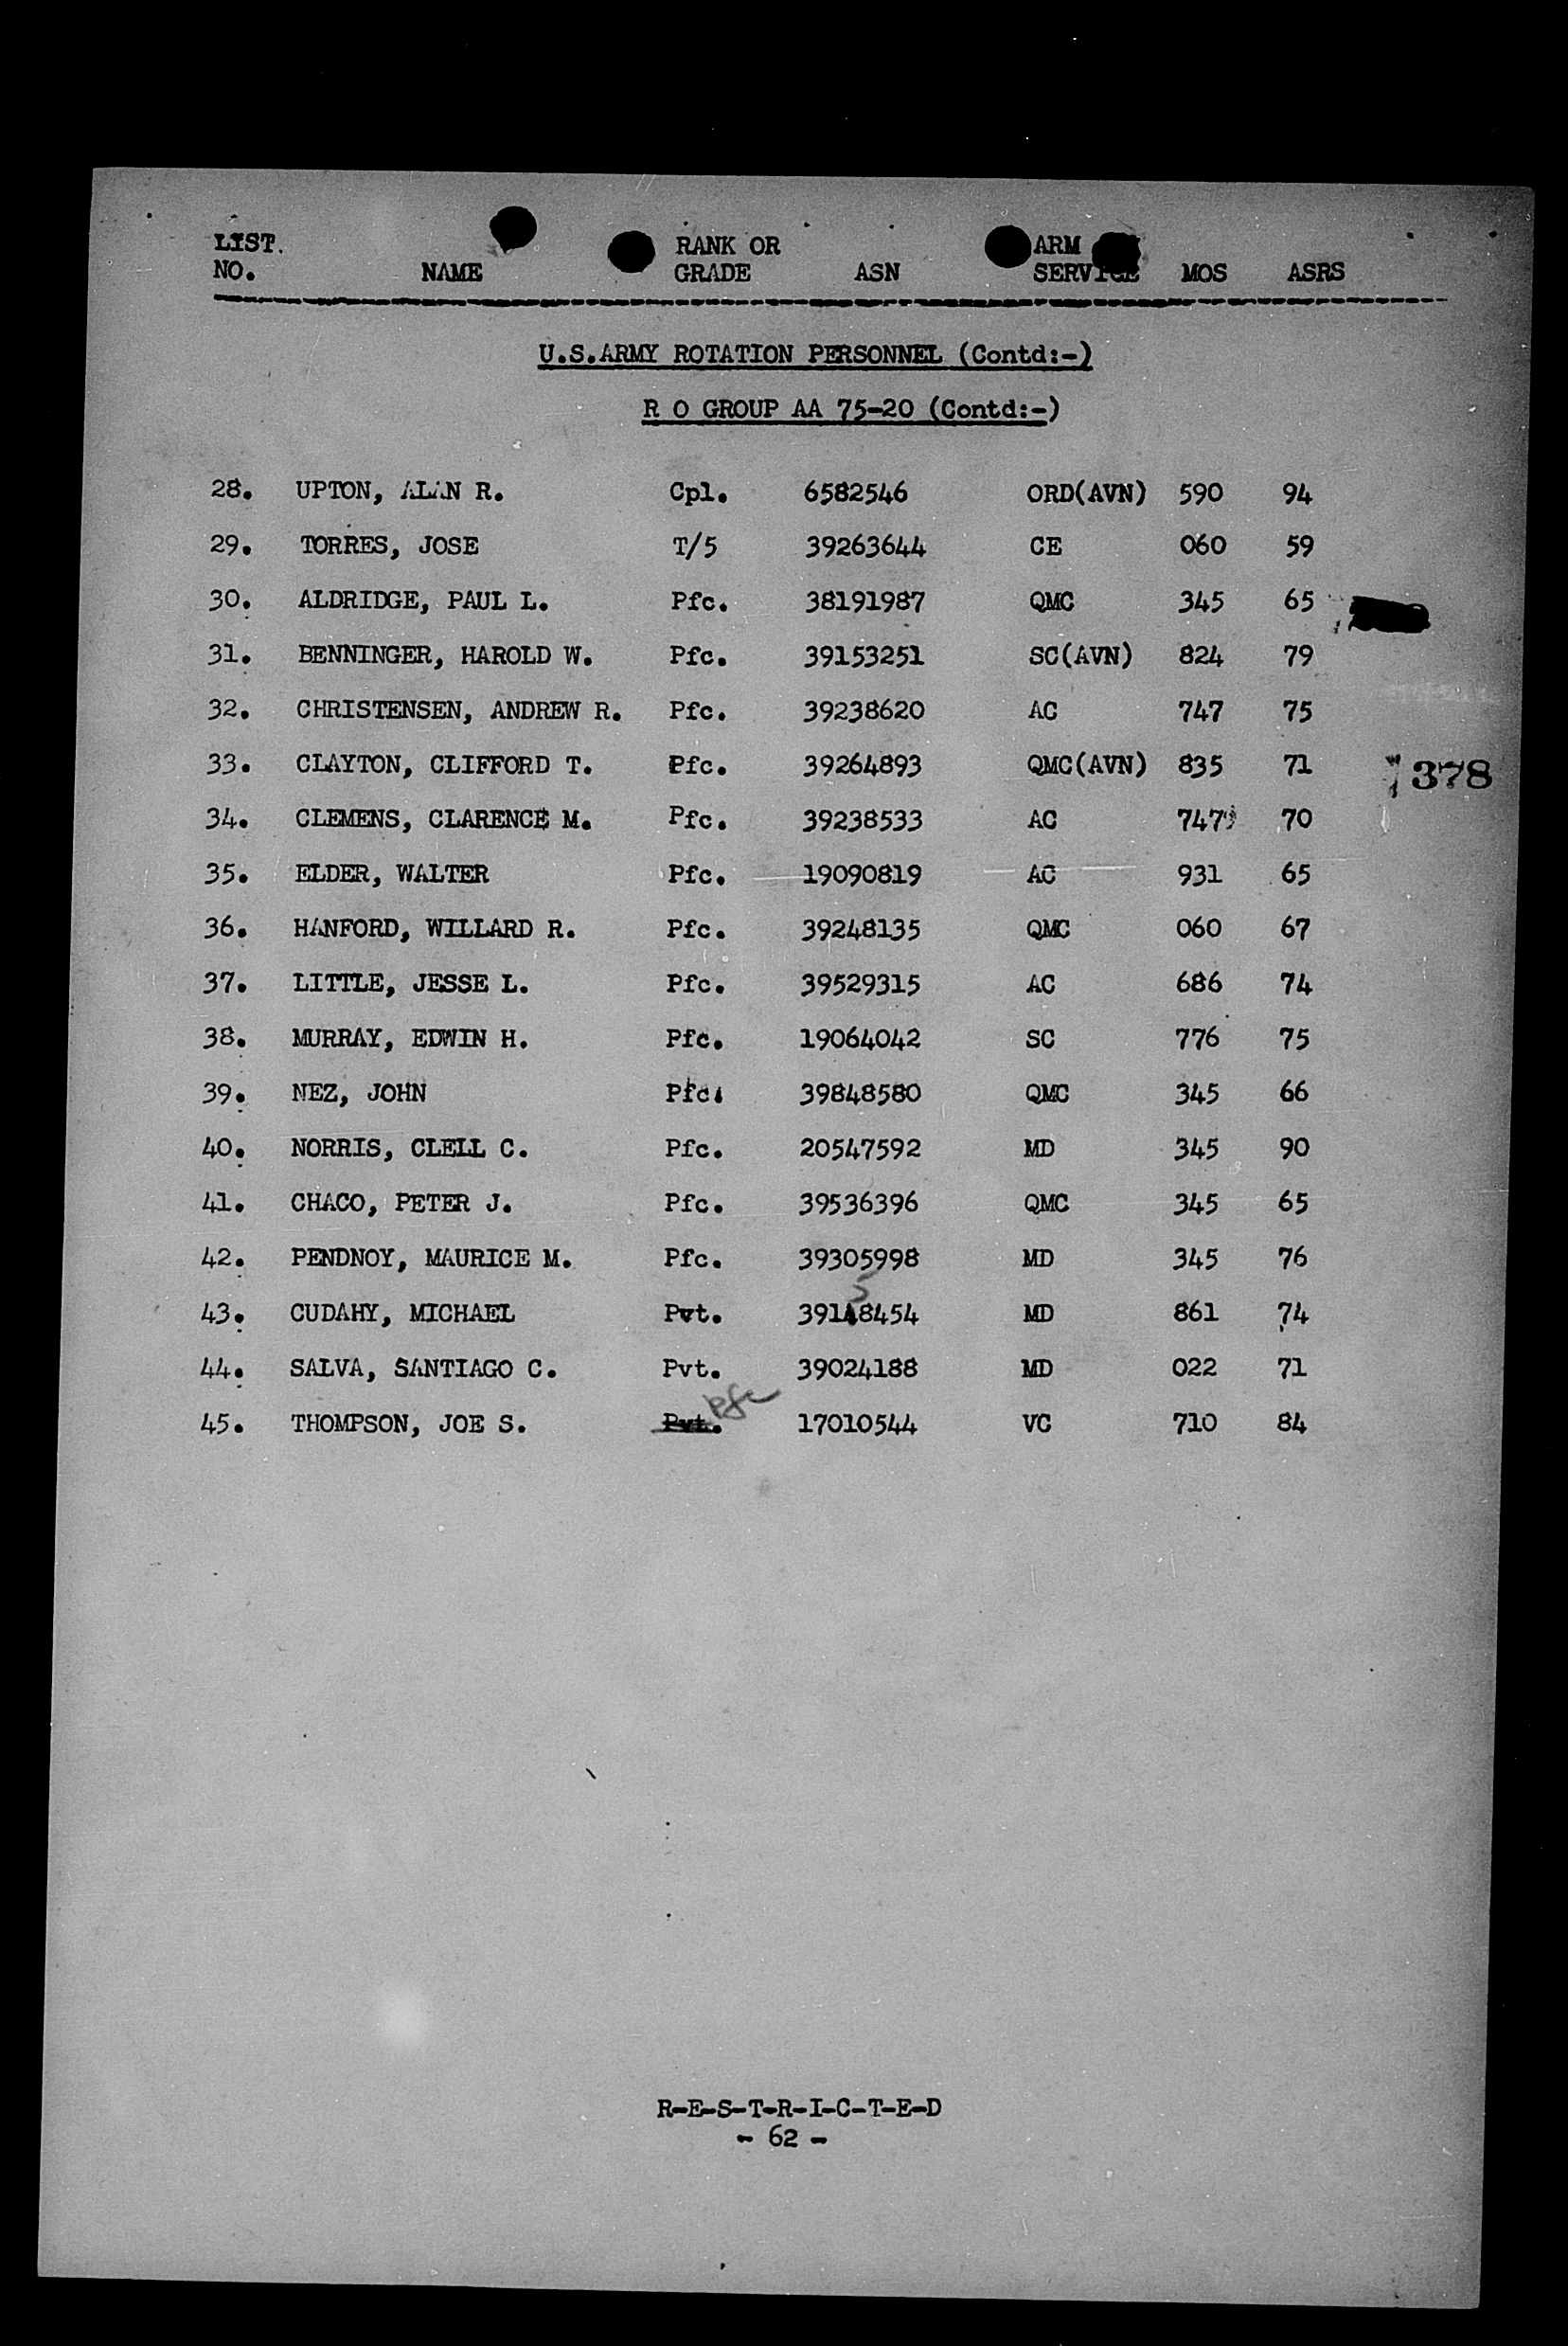 LIST. RANK OR ARM
NO. NAME GRADE ASN SERVICE MOS ASRS
U.S.ARMY ROTATION PERSONNEL (Contd:-)
R O GROUP AA 75-20 (Contd:-)
28. UPTON, ALAN R. Cpl. 6582546 ORD(AVN) 590 94
29. TORRES, JOSE T/5 39263644 CE 060 59
30. ALDRIDGE, PAUL L. Pfc. 38191987 QMC 345 65
31. BENNINGER, HAROLD W. Pfc. 39153251 SC(AVN) 824 79
32. CHRISTENSEN, ANDREW R. Pfc. 39238620 AC 747 75
33. CLAYTON, CLIFFORD T. Pfc. 39264893 QMC(AVN) 835 71
378
34. CLEMENS, CLARENCE M. Pfc. 39238533 AC 747 70
35. ELDER, WALTER Pfc. 19090819 AC 931 65
36. HANFORD, WILLARD R. Pfc. 39248135 QMC 060 67
37. LITTLE, JESSE L. Pfc. 39529315 AC 686 74
38. MURRAY, EDWIN H. Pfc. 19064042 SC 776 75
39. NEZ, JOHN Pfc. 39848580 QMC 345 66
40. NORRIS, CLELL C. Pfc. 20547592 MD 345 90
41. CHACO, PETER J. Pfc. 39536396 QMC 345 65
42. PENDNOY, MAURICE M. Pfc. 39305998 MD 345 76
5
43. CUDAHY, MICHAEL Pvt. 39118454 MD 861 74
44. SALVA, SANTIAGO C. Pvt. 39024188 MD 022 71
Pfc
45. THOMPSON, JOE S. Pvt. 17010544 VC 710 84
R-E-S-T-R-I-C-T-E-D
- 62 -